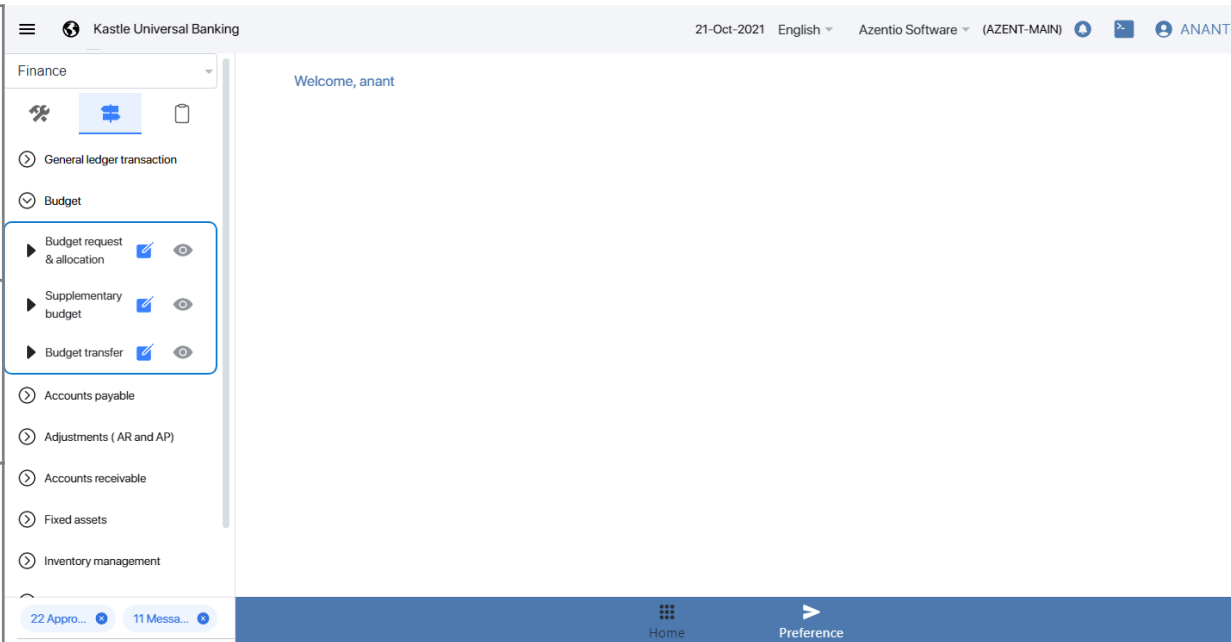 Kastle Universal Banking
21-Oct-2021 English Azentio Software (AZENT-MAIN) ANANT
Finance
Welcome, anant
General ledger transaction
Budget
Budget request
& allocation
Supplementary
budget
Budget transfer
Accounts payable
Adjustments ( AR and AP)
Accounts receivable
Fixed assets
Inventory management
22 Appro... 11 Messa...
Home Preference